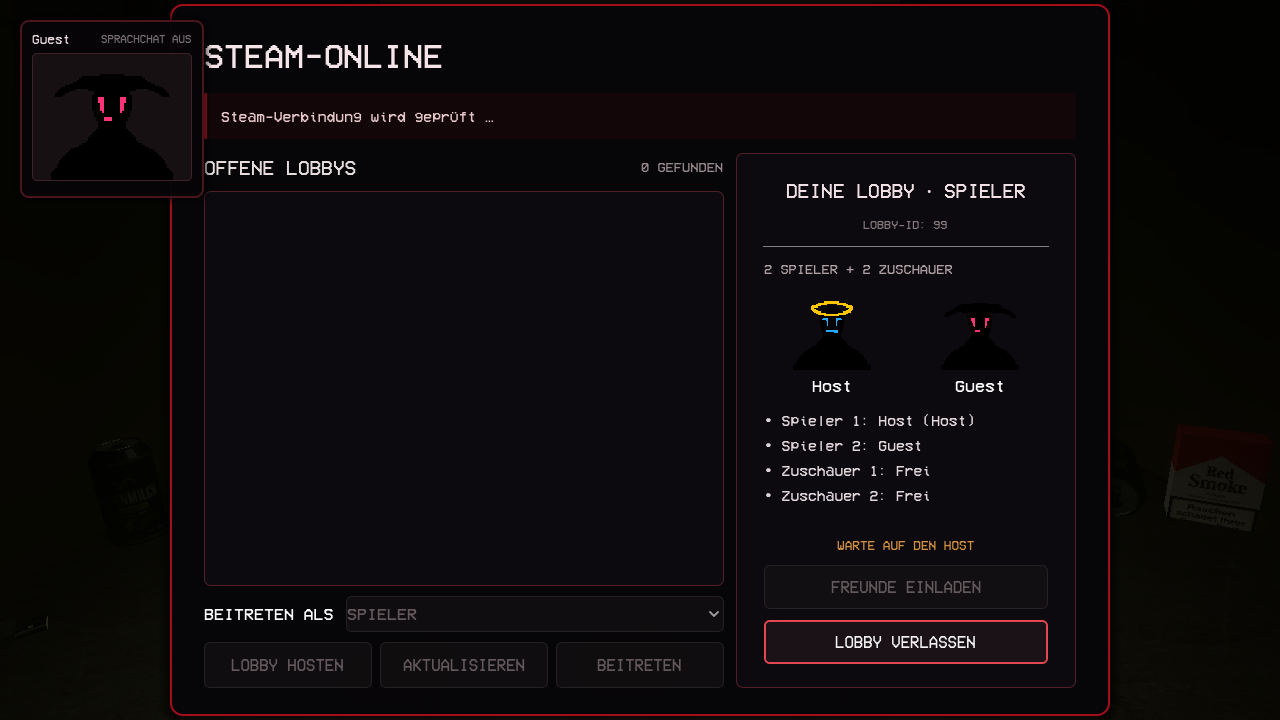 Guest SPRACHCHAT AUS
STEAM-ONLINE
Steam-Verbindung wird geprüft …
OFFENE LOBBYS 0 GEFUNDEN
BEITRETEN ALS SPIELER
LOBBY HOSTEN AKTUALISIEREN BEITRETEN
DEINE LOBBY · SPIELER
LOBBY-ID: 99
2 SPIELER + 2 ZUSCHAUER
Host Guest
• Spieler 1: Host (Host)
• Spieler 2: Guest
• Zuschauer 1: Frei
• Zuschauer 2: Frei
WARTE AUF DEN HOST
FREUNDE EINLADEN
LOBBY VERLASSEN
Red
Smoke
Rauchen